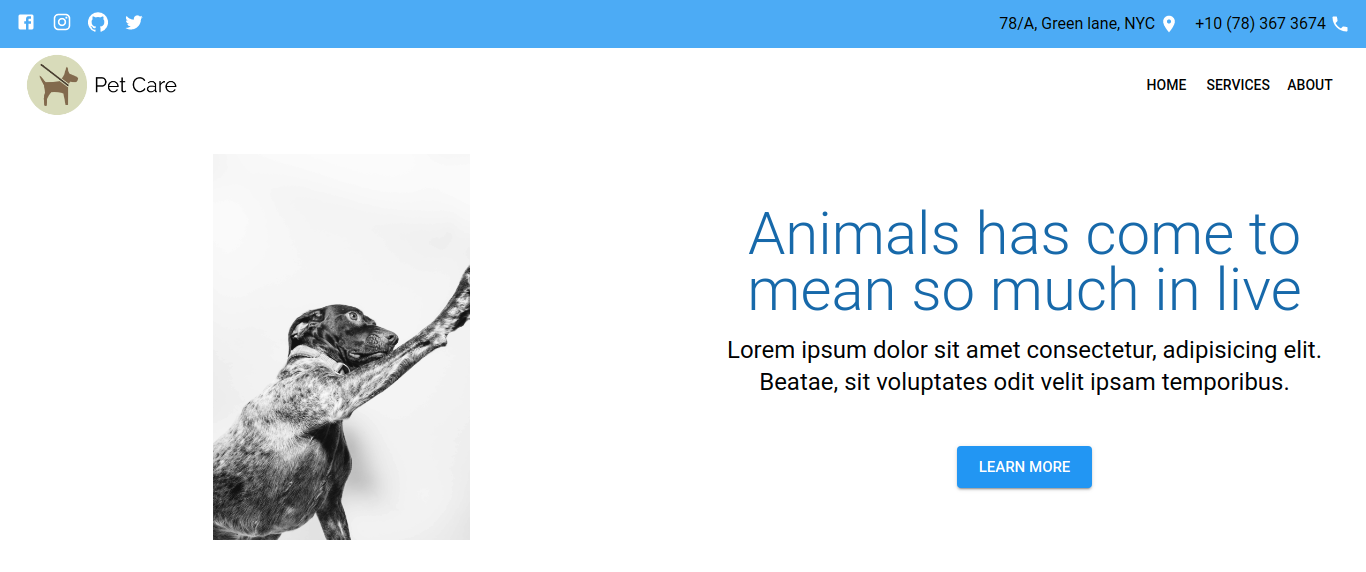 78/A, Green lane, NYC
+10 (78) 367 3674
Pet Care
HOME SERVICES ABOUT
Animals has come to
mean so much in live
Lorem ipsum dolor sit amet consectetur, adipisicing elit.
Beatae, sit voluptates odit velit ipsam temporibus.
LEARN MORE